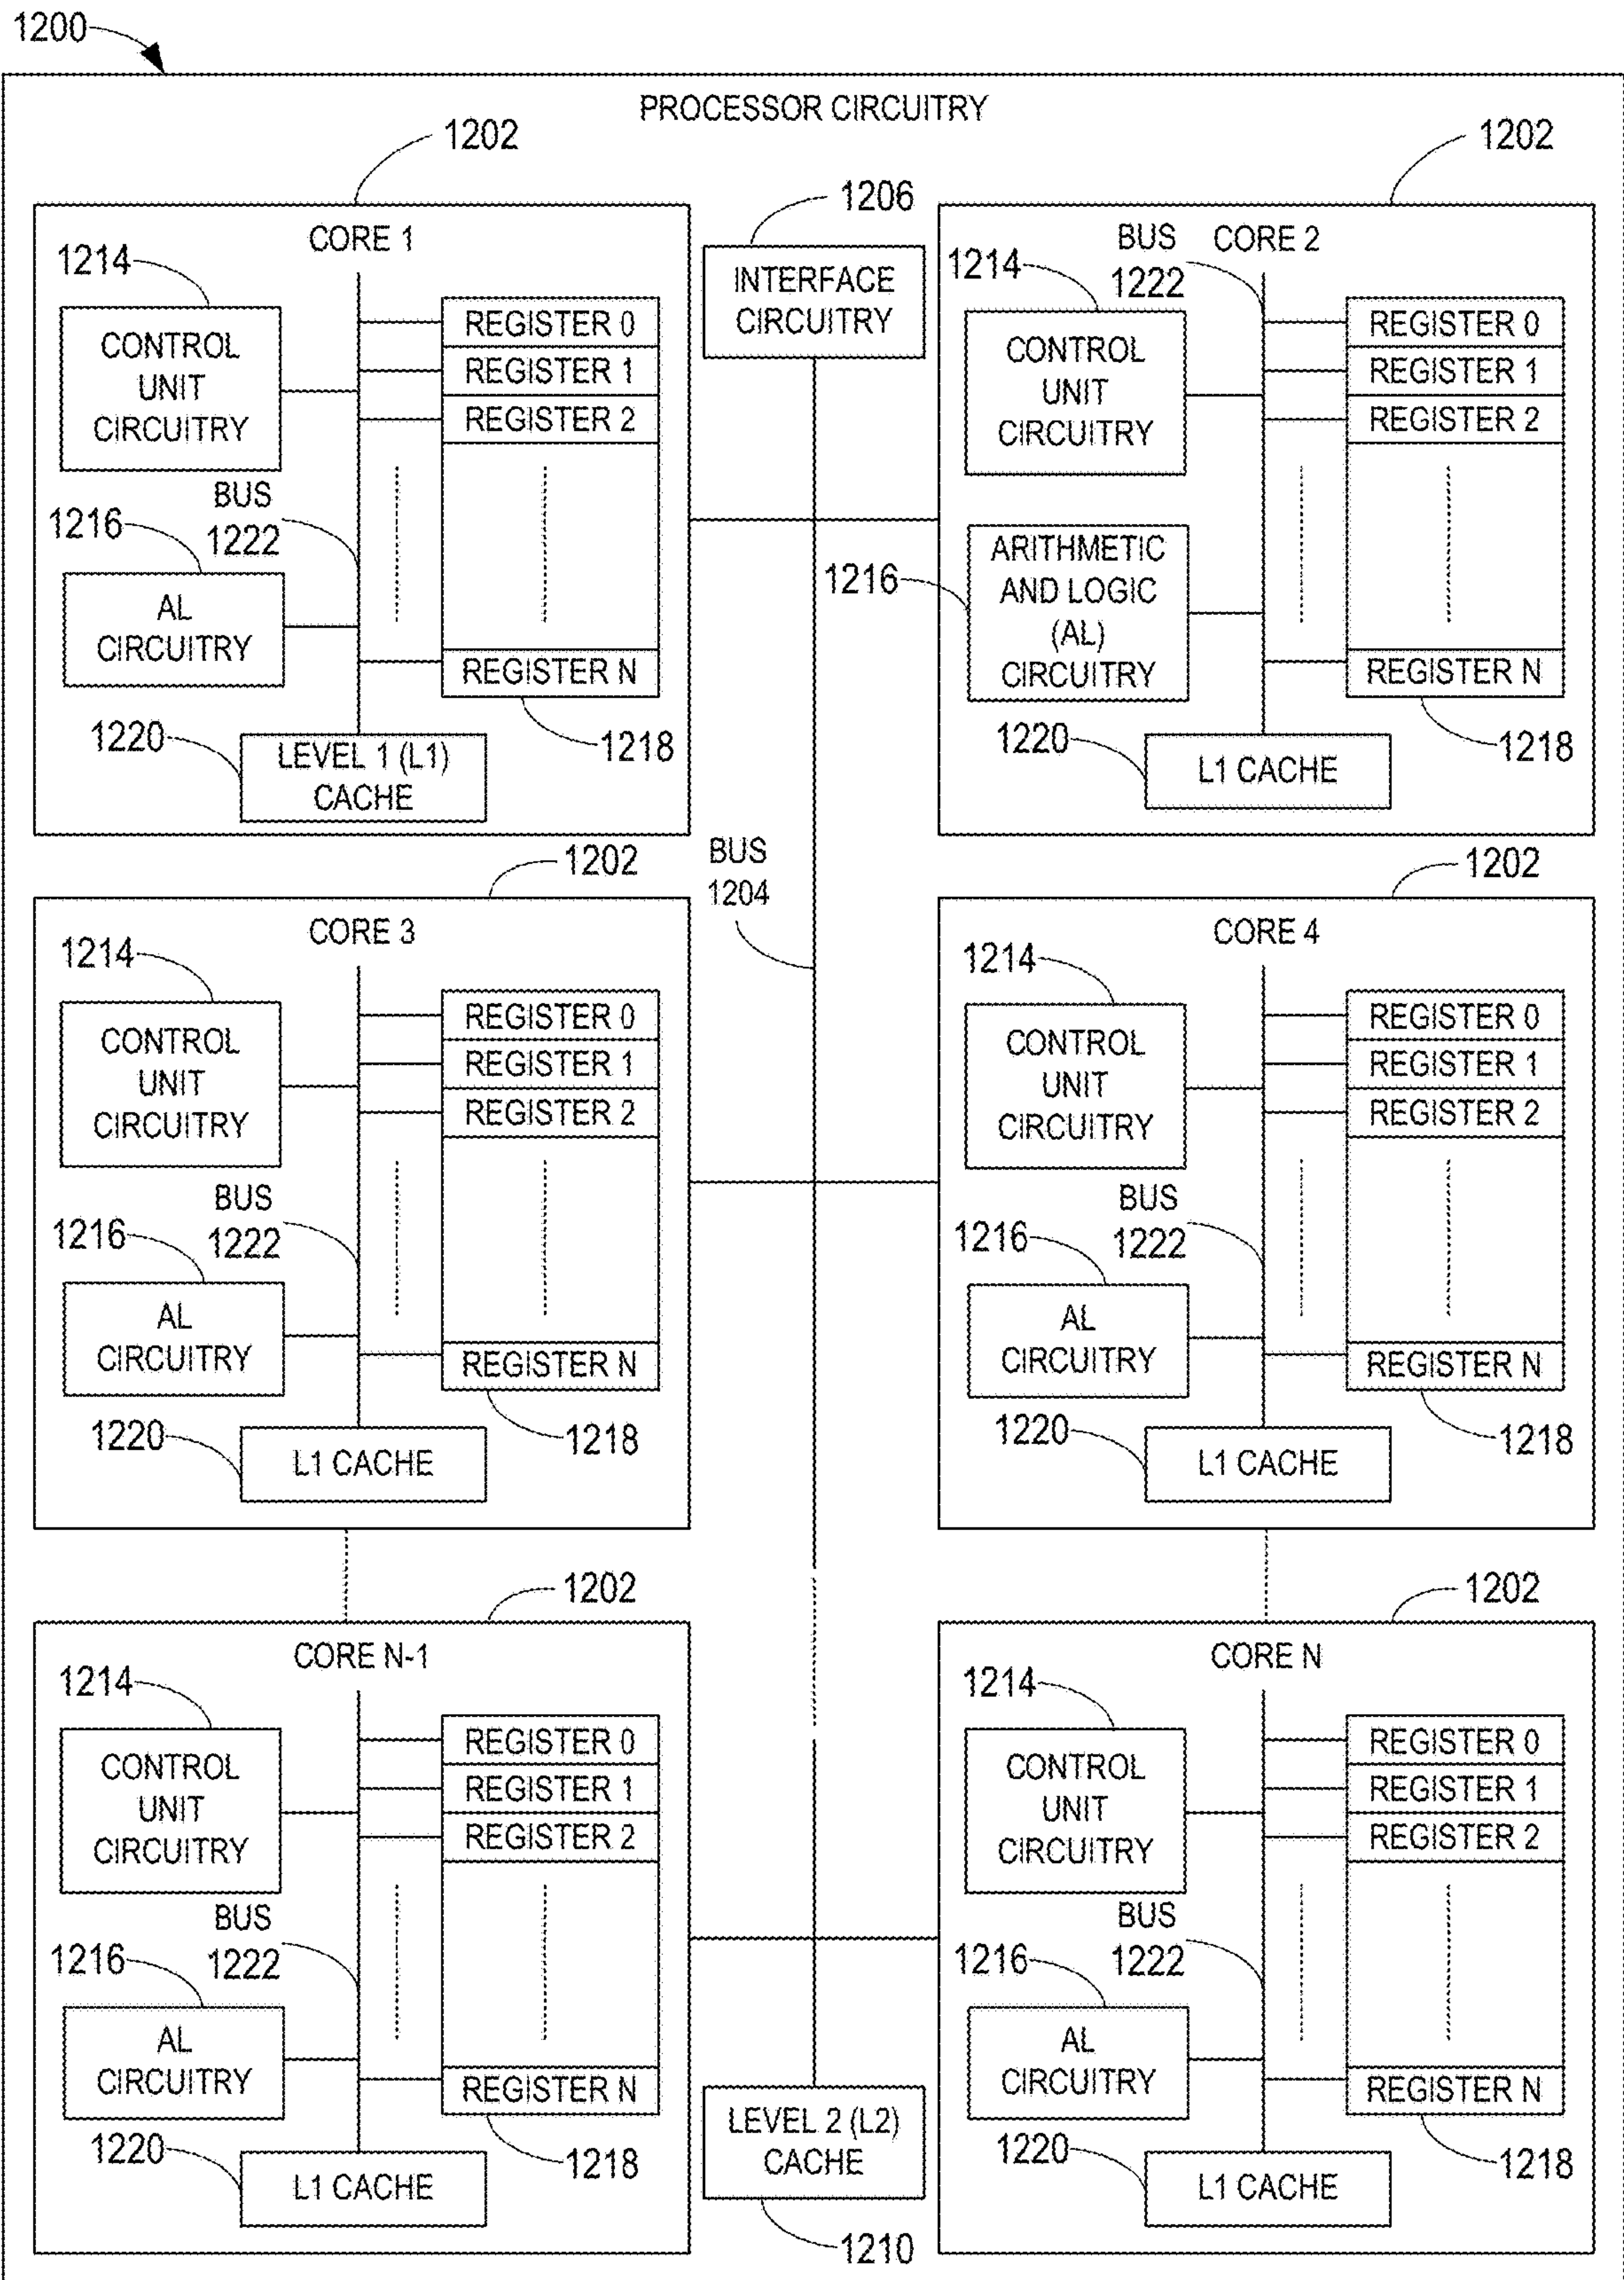 1200
PROCESSOR CIRCUITRY
1202
CORE 1
1214
CONTROL
UNIT
CIRCUITRY
REGISTER 0
REGISTER 1
REGISTER 2
BUS
1222
1216
AL
CIRCUITRY
REGISTER N
1218
1220
LEVEL 1 (L1)
CACHE
1206
INTERFACE
CIRCUITRY
1202
BUS
1222
CORE 2
1214
CONTROL
UNIT
CIRCUITRY
REGISTER 0
REGISTER 1
REGISTER 2
1216
ARITHMETIC
AND LOGIC
(AL)
CIRCUITRY
REGISTER N
1218
1220
L1 CACHE
BUS
1204
1202
CORE 3
1214
CONTROL
UNIT
CIRCUITRY
REGISTER 0
REGISTER 1
REGISTER 2
BUS
1222
1216
AL
CIRCUITRY
REGISTER N
1218
1220
L1 CACHE
1202
CORE 4
1214
CONTROL
UNIT
CIRCUITRY
REGISTER 0
REGISTER 1
REGISTER 2
BUS
1222
1216
AL
CIRCUITRY
REGISTER N
1218
1220
L1 CACHE
1202
CORE N-1
1214
CONTROL
UNIT
CIRCUITRY
REGISTER 0
REGISTER 1
REGISTER 2
BUS
1222
1216
AL
CIRCUITRY
REGISTER N
1218
1220
L1 CACHE
LEVEL 2 (L2)
CACHE
1210
1202
CORE N
1214
CONTROL
UNIT
CIRCUITRY
REGISTER 0
REGISTER 1
REGISTER 2
BUS
1222
1216
AL
CIRCUITRY
REGISTER N
1218
1220
L1 CACHE